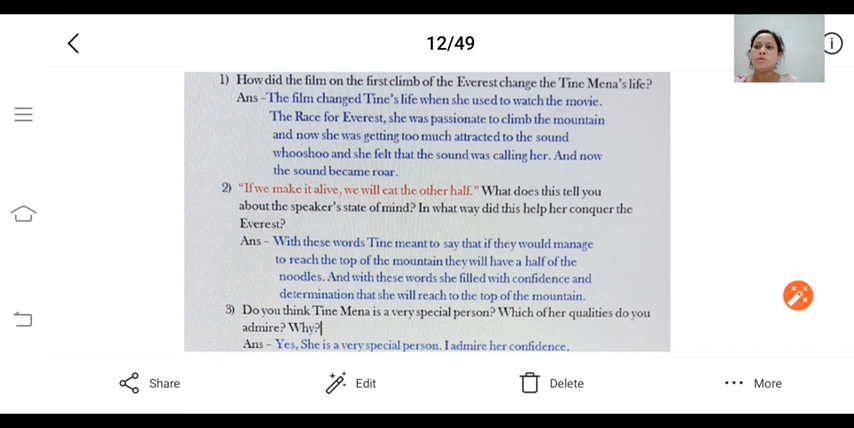 12/49
1) How did the film on the first climb of the Everest change the Tine Mena's life?
Ans -The film changed Tine's life when she used to watch the movie.
The Race for Everest, she was passionate to climb the mountain
and now she was getting too much attracted to the sound
whooshoo and she felt that the sound was calling her. And now
the sound became roar.
2) "If we make it alive, we will eat the other half." What does this tell you
about the speaker's state of mind? In what way did this help her conquer the
Everest?
Ans - With these words Tine meant to say that if they would manage
to reach the top of the mountain they will have a half of the
noodles. And with these words she filled with confidence and
determination that she will reach to the top of the mountain.
3) Do you think Tine Mena is a very special person? Which of her qualities do you
admire? Why?
Ans - Yes, She is a very special person. I admire her confidence,
Share Edit Delete More